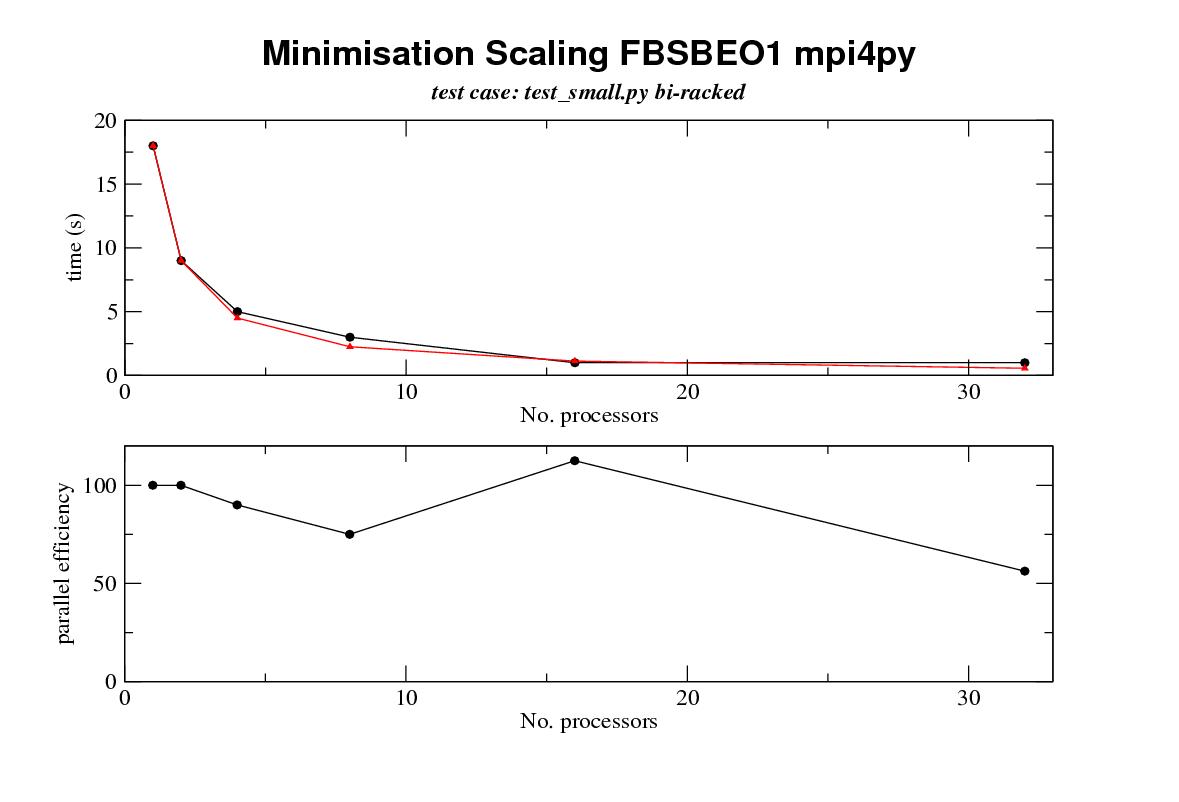 Minimisation Scaling FBSBEO1 mpi4py
test case: test_small.py bi-racked
20
15
10
5
0
time (s)
0 10 20 30
No. processors
100
50
0
parallel efficiency
0 10 20 30
No. processors